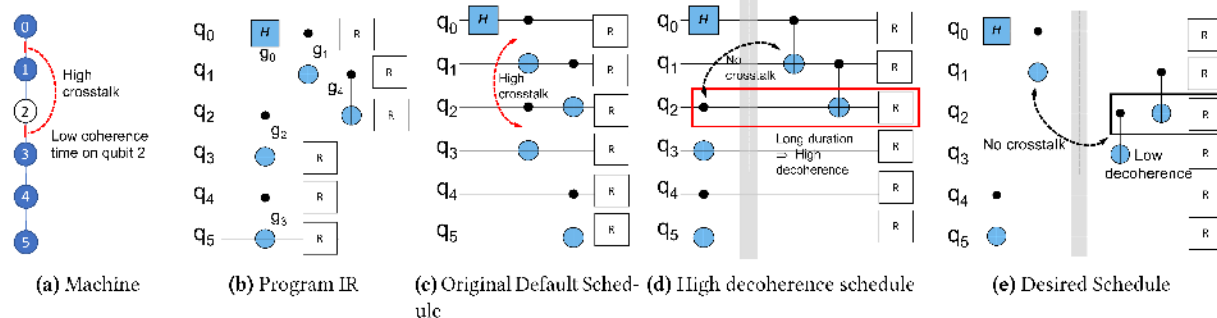 0
1
2
3
4
5
High
crosstalk
Low coherence
time on qubit 2
(a) Machine
q0 H R
g0 g1
q1 R
g4
q2 R
g2
q3 R
q4
g3
q5 R
(b) Program IR
q0 H R
q1 R
High
crosstalk
q2 R
q3 R
q4 R
q5 R
(c) Original Default Sched-
ule
q0 H R
No
crosstalk
q1 R
q2 R
Long duration
⇒ High
decoherence
q3 R
q4 R
q5 R
(d) High decoherence schedule
q0 H R
q1 R
q2 R
No crosstalk
q3 R
Low
decoherence
q4 R
q5 R
(e) Desired Schedule